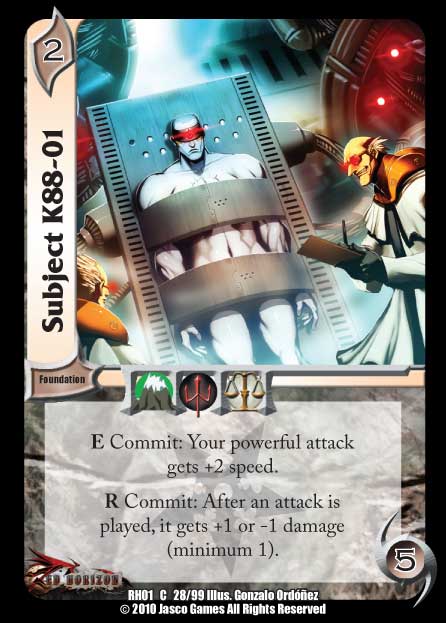 2
Subject K88-01
Foundation
E Commit: Your powerful attack
gets +2 speed.
R Commit: After an attack is
played, it gets +1 or -1 damage
(minimum 1).
5
RED HORIZON
RH01 C 28/99 Illus. Gonzalo Ordóñez
© 2010 Jasco Games All Rights Reserved